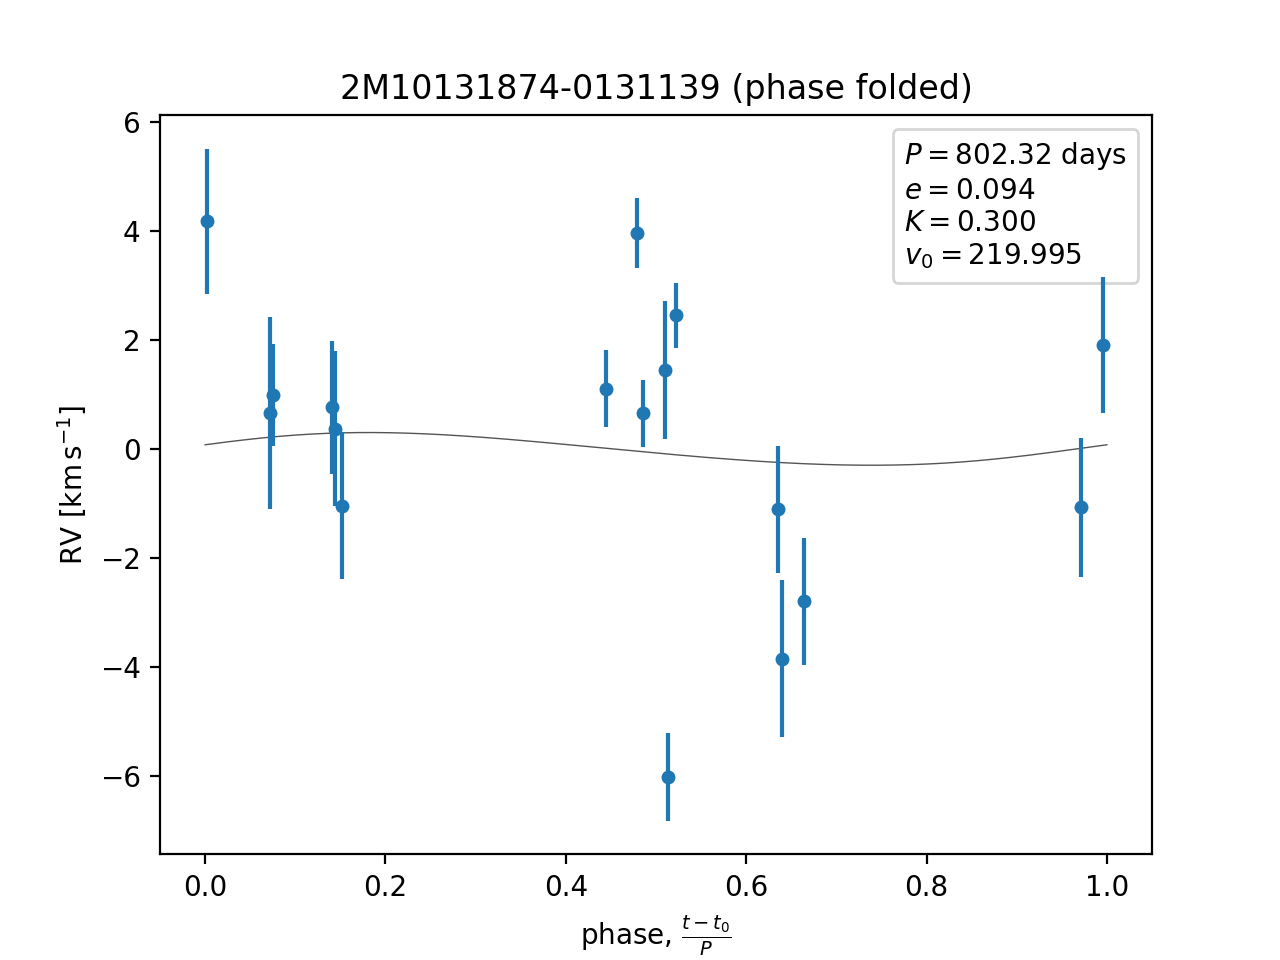 2M10131874-0131139 (phase folded)
P = 802.32 days
e = 0.094
K = 0.300
v₀ = 219.995
6
4
2
0
−2
−4
−6
RV [km s⁻¹]
0.0 0.2 0.4 0.6 0.8 1.0
phase, (t − t₀)/P